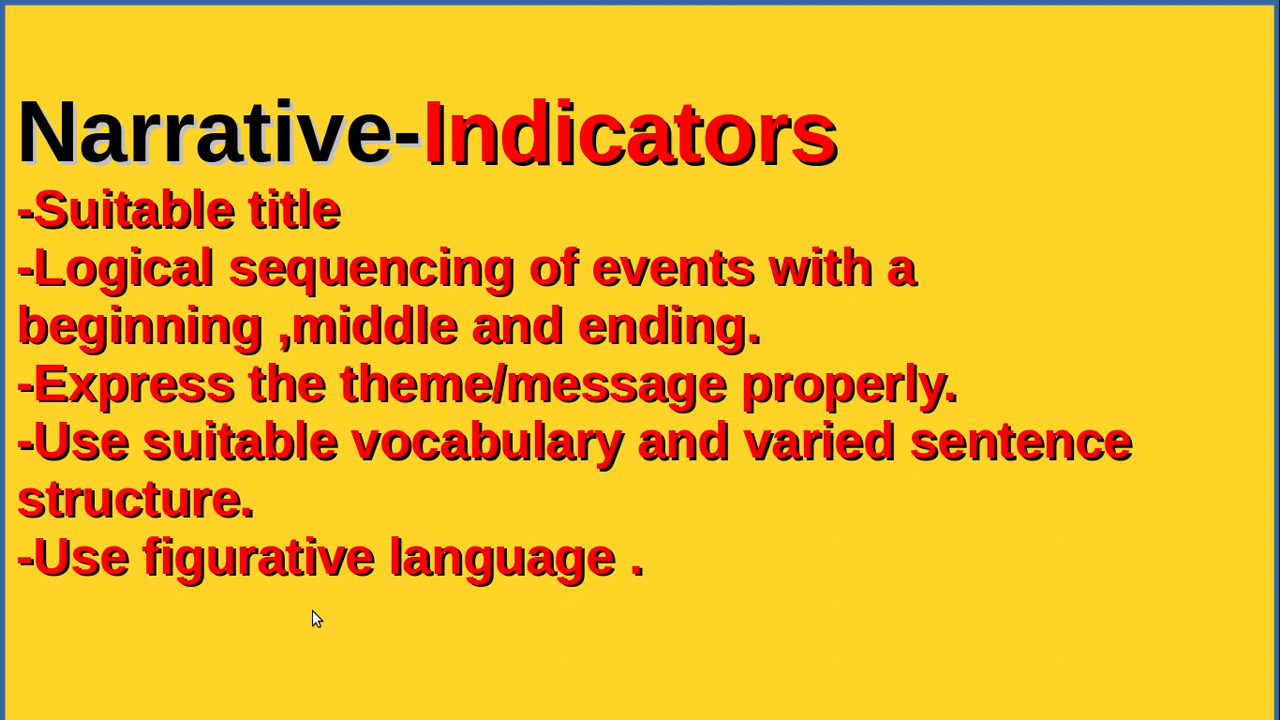 Narrative-Indicators
-Suitable title
-Logical sequencing of events with a
beginning ,middle and ending.
-Express the theme/message properly.
-Use suitable vocabulary and varied sentence
structure.
-Use figurative language .